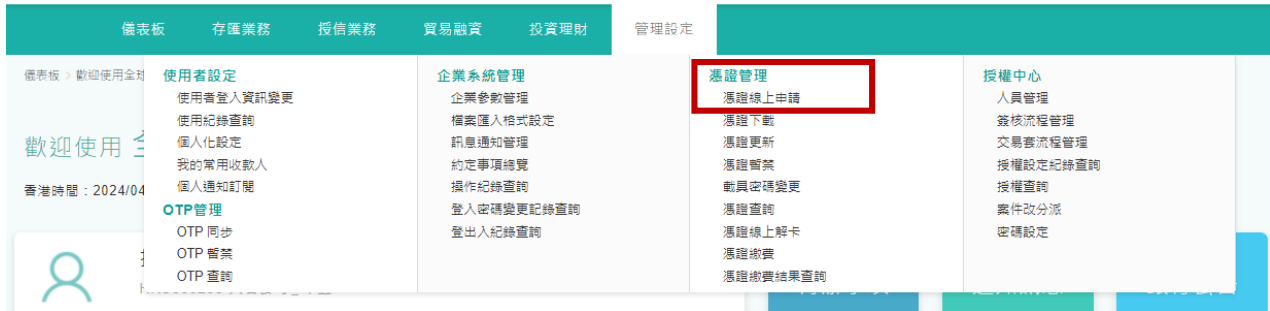 儀表板 存匯業務 授信業務 貿易融資 投資理財 管理設定
儀表板 > 歡迎使用全球
歡迎使用
香港時間：2024/04
使用者設定
使用者登入資訊變更
使用紀錄查詢
個人化設定
我的常用收款人
個人通知訂閱
OTP管理
OTP 同步
OTP 暫禁
OTP 查詢
企業系統管理
企業參數管理
檔案匯入格式設定
訊息通知管理
約定事項總覽
操作紀錄查詢
登入密碼變更記錄查詢
登出入紀錄查詢
憑證管理
憑證線上申請
憑證下載
憑證更新
憑證暫禁
載具密碼變更
憑證查詢
憑證線上解卡
憑證繳費
憑證繳費結果查詢
授權中心
人員管理
簽核流程管理
交易套流程管理
授權設定紀錄查詢
授權查詢
案件改分派
密碼設定